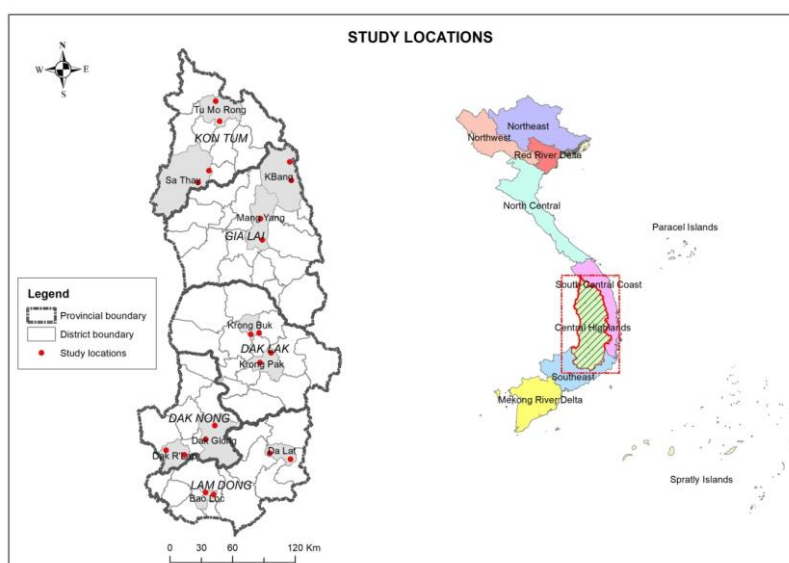 STUDY LOCATIONS
N
W E
S
Tu Mo Rong
KON TUM
Sa Thay
KBang
Mang Yang
GIA LAI
Krong Buk
DAK LAK
Krong Pak
DAK NONG
Dak Glong
Dak R'Lap
Da Lat
LAM DONG
Bao Loc
Legend
Provincial boundary
District boundary
Study locations
0 30 60 120 Km
Northeast
Northwest
Red River Delta
North Central
Paracel Islands
South Central Coast
Central Highlands
Southeast
Mekong River Delta
Spratly Islands